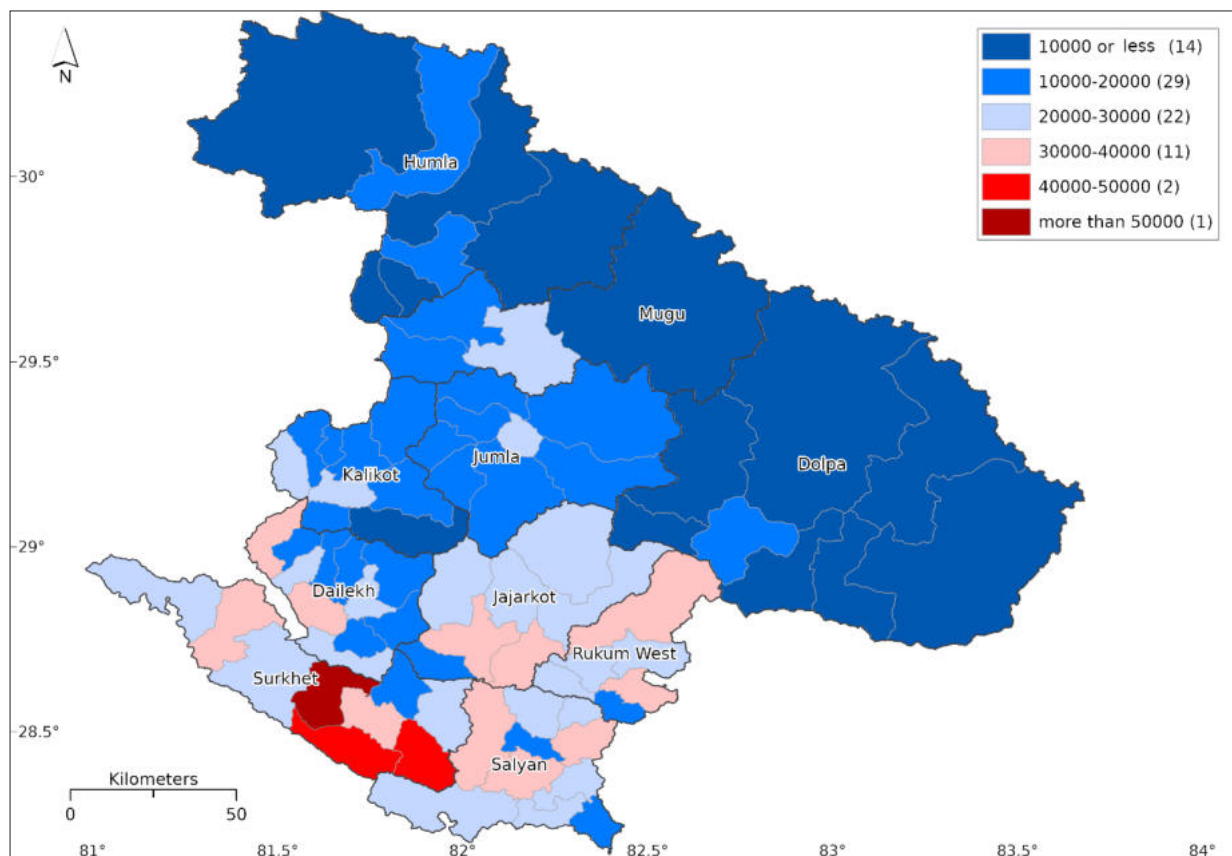 N
10000 or less (14)
10000-20000 (29)
20000-30000 (22)
30000-40000 (11)
40000-50000 (2)
more than 50000 (1)
Humla
30°
Mugu
29.5°
Jumla
Dolpa
Kalikot
29°
Dailekh
Jajarkot
Rukum West
Surkhet
28.5°
Salyan
Kilometers
0 50
81° 81.5° 82° 82.5° 83° 83.5° 84°